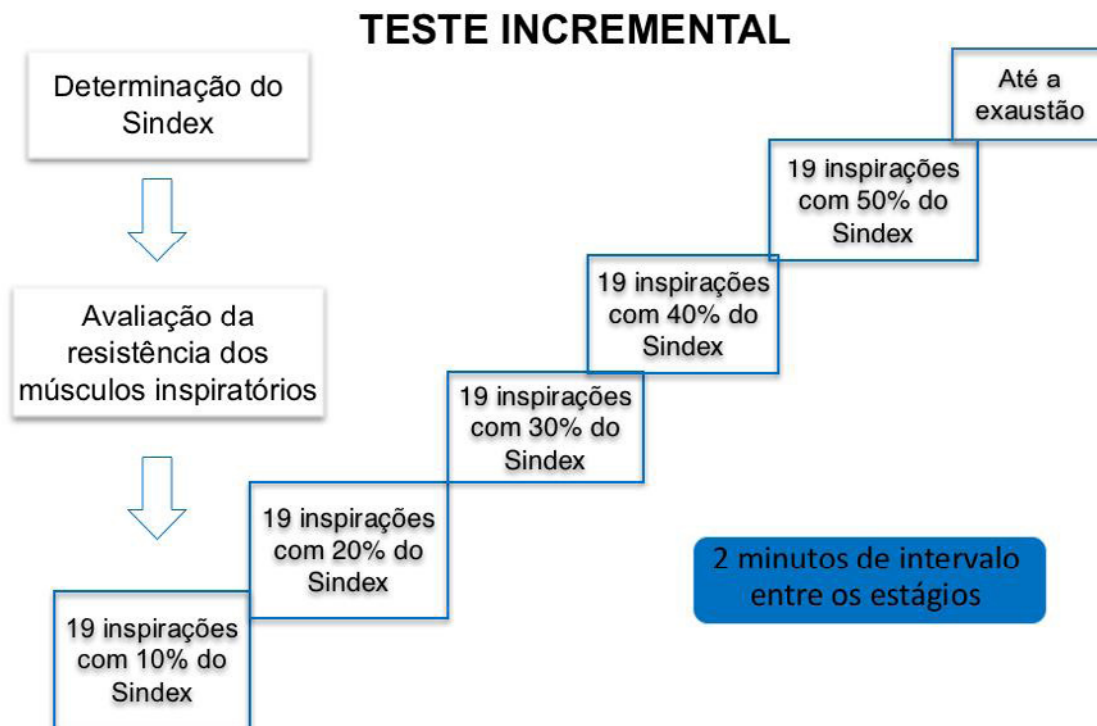 TESTE INCREMENTAL
Determinação do
Sindex
Avaliação da
resistência dos
músculos inspiratórios
19 inspirações
com 10% do
Sindex
19 inspirações
com 20% do
Sindex
19 inspirações
com 30% do
Sindex
19 inspirações
com 40% do
Sindex
19 inspirações
com 50% do
Sindex
Até a
exaustão
2 minutos de intervalo
entre os estágios